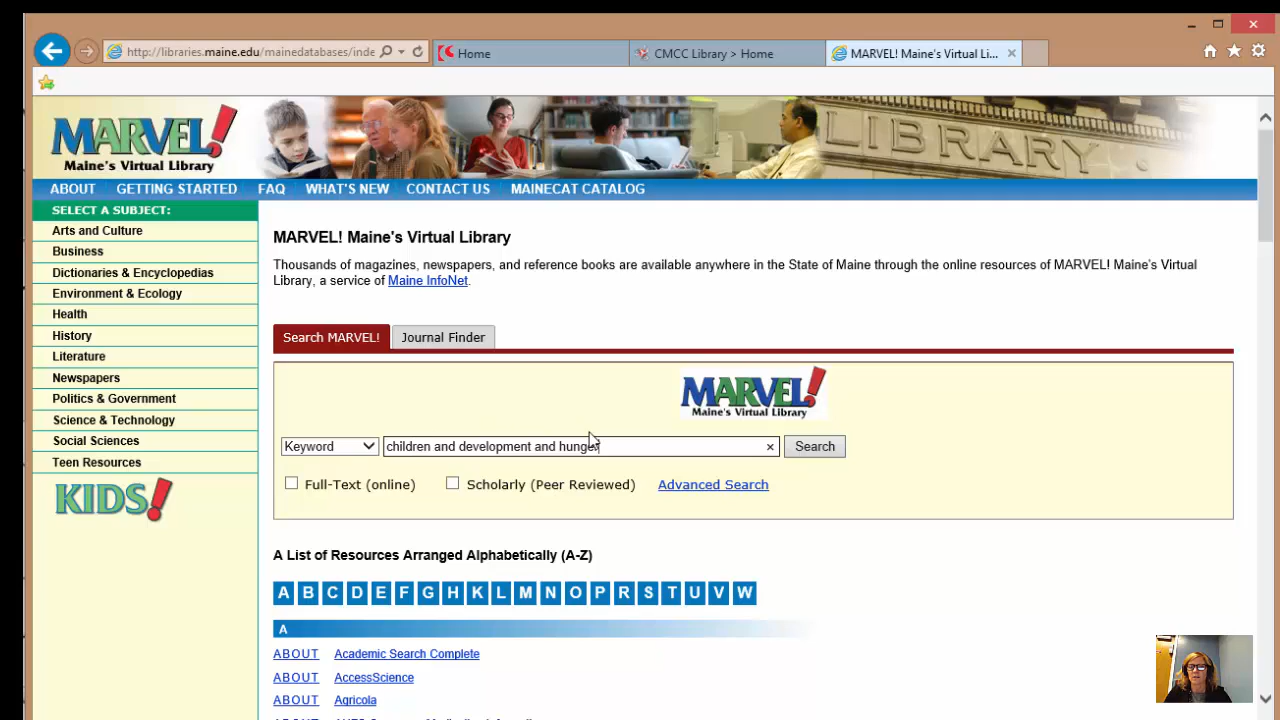 http://libraries.maine.edu/mainedatabases/inde
Home
CMCC Library > Home
MARVEL! Maine's Virtual Li...
MARVEL!
Maine's Virtual Library
LIBRARY
ABOUT GETTING STARTED FAQ WHAT'S NEW CONTACT US MAINECAT CATALOG
SELECT A SUBJECT:
Arts and Culture
Business
Dictionaries & Encyclopedias
Environment & Ecology
Health
History
Literature
Newspapers
Politics & Government
Science & Technology
Social Sciences
Teen Resources
KIDS!
MARVEL! Maine's Virtual Library
Thousands of magazines, newspapers, and reference books are available anywhere in the State of Maine through the online resources of MARVEL! Maine's Virtual
Library, a service of Maine InfoNet.
Search MARVEL! Journal Finder
MARVEL!
Maine's Virtual Library
Keyword children and development and hunger Search
Full-Text (online) Scholarly (Peer Reviewed) Advanced Search
A List of Resources Arranged Alphabetically (A-Z)
A B C D E F G H K L M N O P R S T U V W
A
ABOUT Academic Search Complete
ABOUT AccessScience
ABOUT Agricola